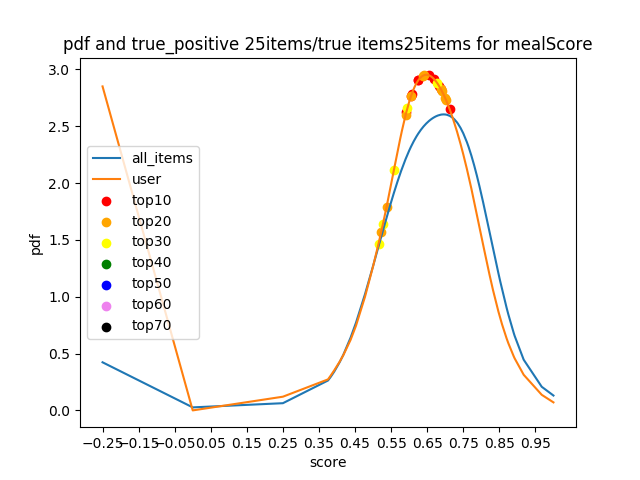 pdf and true_positive 25items/true items25items for mealScore
3.0
2.5
2.0
1.5
1.0
0.5
0.0
pdf
all_items
user
top10
top20
top30
top40
top50
top60
top70
−0.25 −0.15 −0.05 0.05 0.15 0.25 0.35 0.45 0.55 0.65 0.75 0.85 0.95
score